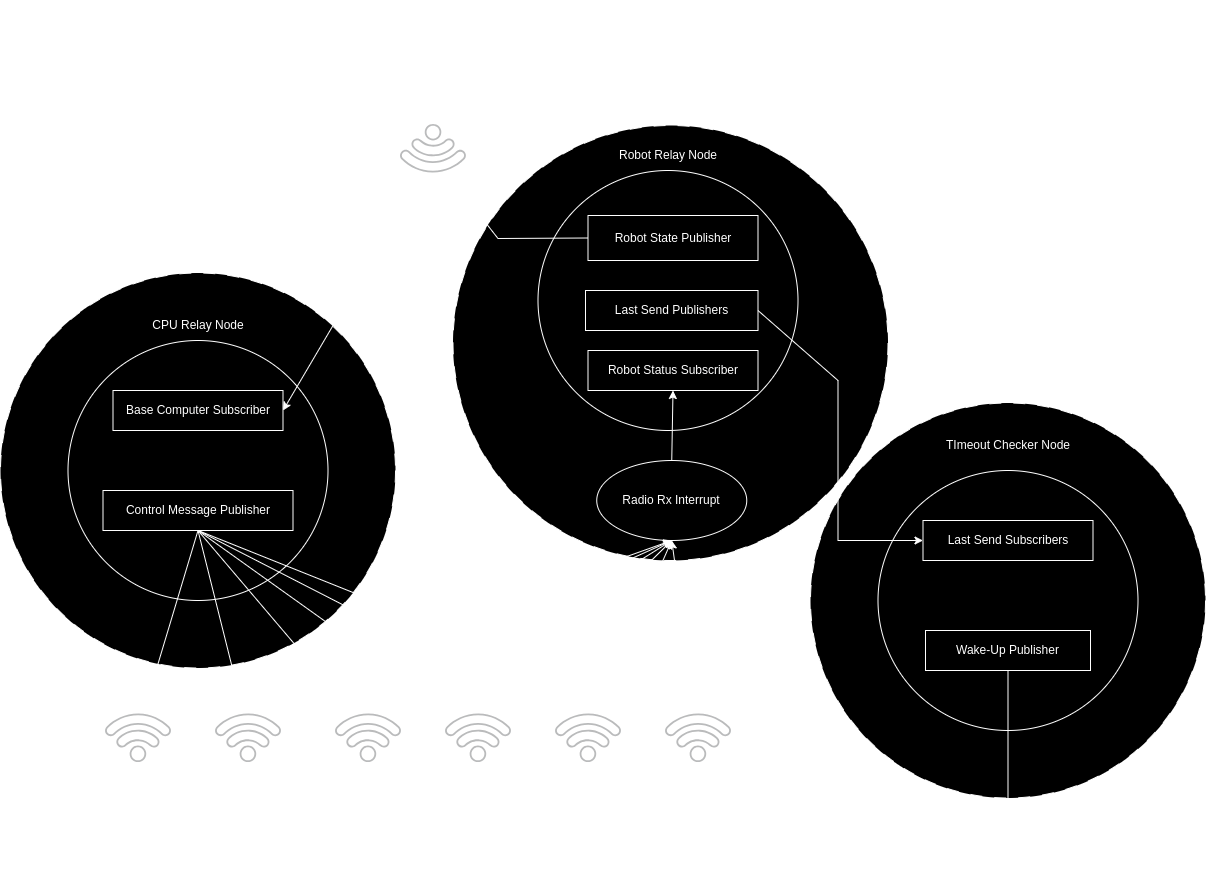 Robot Relay Node
Robot State Publisher
Last Send Publishers
Robot Status Subscriber
Radio Rx Interrupt
CPU Relay Node
Base Computer Subscriber
Control Message Publisher
TImeout Checker Node
Last Send Subscribers
Wake-Up Publisher